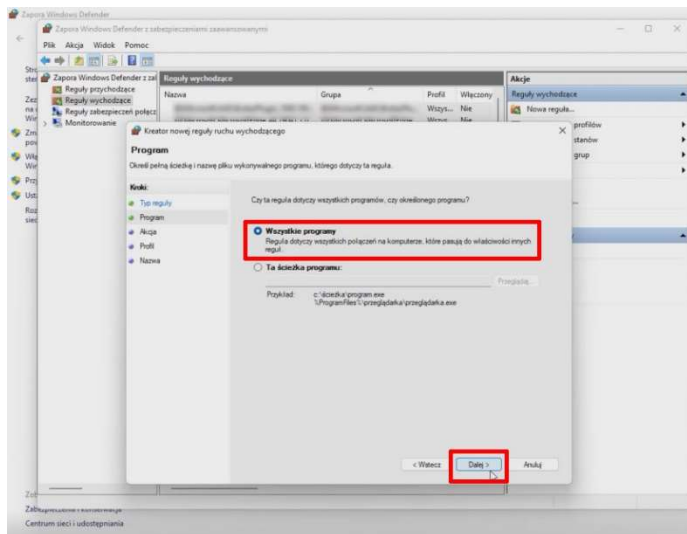 Zapora Windows Defender
Zapora Windows Defender z zabezpieczeniami zaawansowanymi
Plik Akcja Widok Pomoc
Zapora Windows Defender z zal
Reguły przychodzące
Reguły wychodzące
Reguły zabezpieczeń połącz
Monitorowanie
Reguły wychodzące
Nazwa Grupa Profil Włączony
Wszys... Nie
Wszys... Nie
Akcje
Reguły wychodzące
Nowa reguła...
profilów
stanów
grup
Kreator nowej reguły ruchu wychodzącego
Program
Określ pełną ścieżkę i nazwę pliku wykonywalnego programu, którego dotyczy ta reguła.
Kroki:
Typ reguły
Program
Akcja
Profil
Nazwa
Czy ta reguła dotyczy wszystkich programów, czy określonego programu?
Wszystkie programy
Reguła dotyczy wszystkich połączeń na komputerze, które pasują do właściwości innych
reguł.
Ta ścieżka programu:
Przeglądaj...
Przykład: c:\ścieżka\program.exe
%ProgramFiles%\przeglądarka\przeglądarka.exe
< Wstecz Dalej > Anuluj
Zabezpieczenia i konserwacja
Centrum sieci i udostępniania